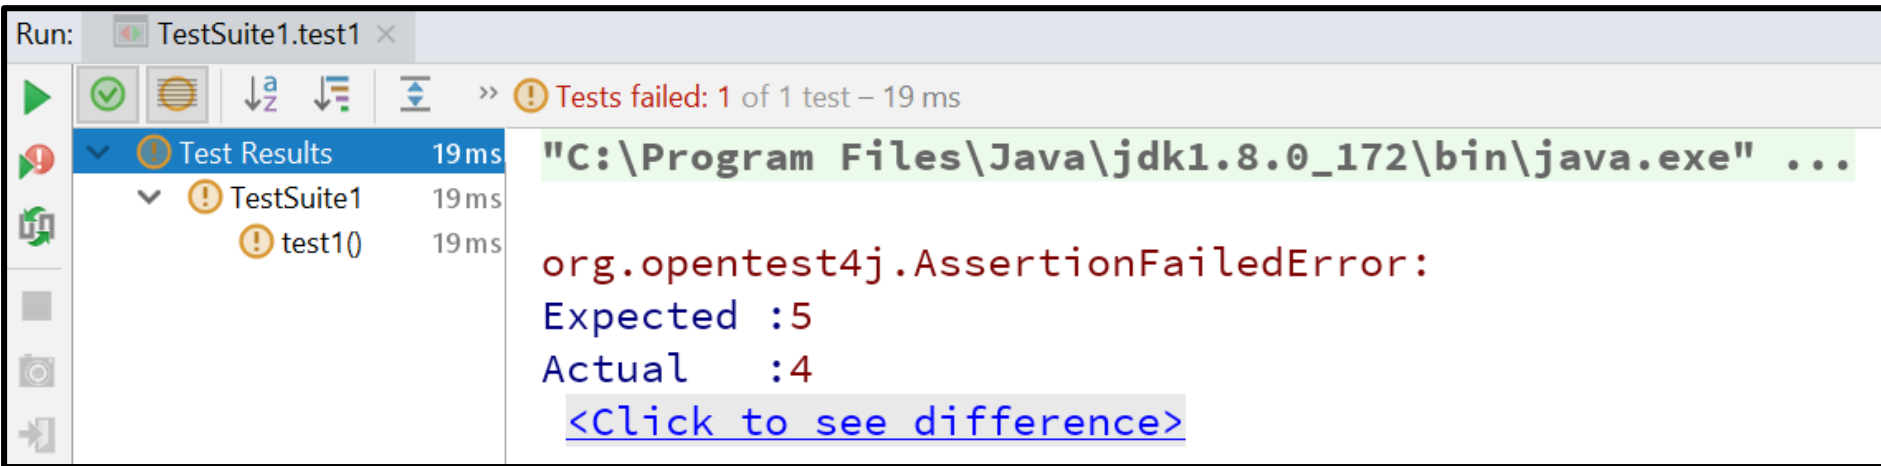 Run: TestSuite1.test1
Tests failed: 1 of 1 test – 19 ms
Test Results 19 ms
TestSuite1 19 ms
test1() 19 ms
"C:\Program Files\Java\jdk1.8.0_172\bin\java.exe" ...
org.opentest4j.AssertionFailedError:
Expected :5
Actual   :4
<Click to see difference>